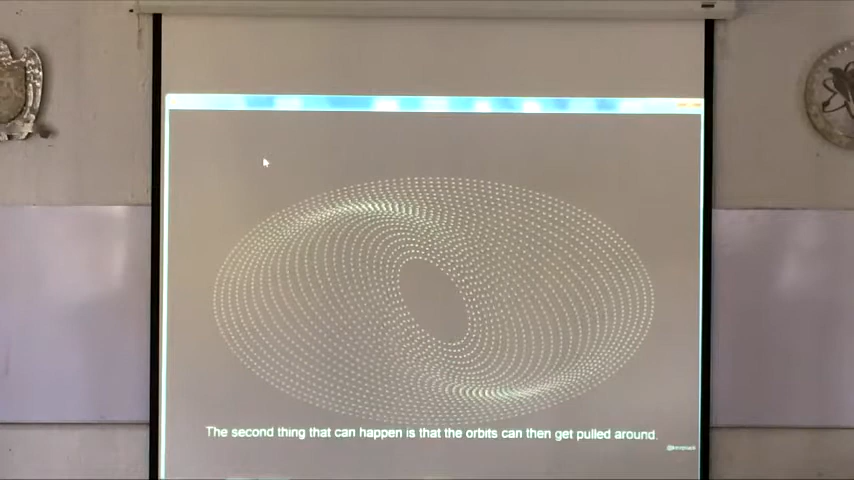 The second thing that can happen is that the orbits can then get pulled around.